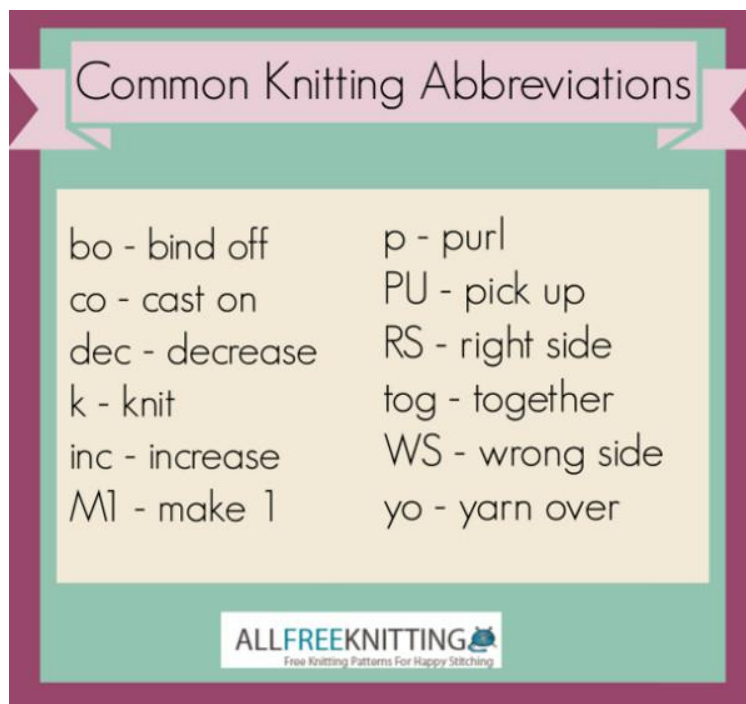 Common Knitting Abbreviations
bo - bind off
co - cast on
dec - decrease
k - knit
inc - increase
M1 - make 1
p - purl
PU - pick up
RS - right side
tog - together
WS - wrong side
yo - yarn over
ALLFREEKNITTING
Free Knitting Patterns For Happy Stitching